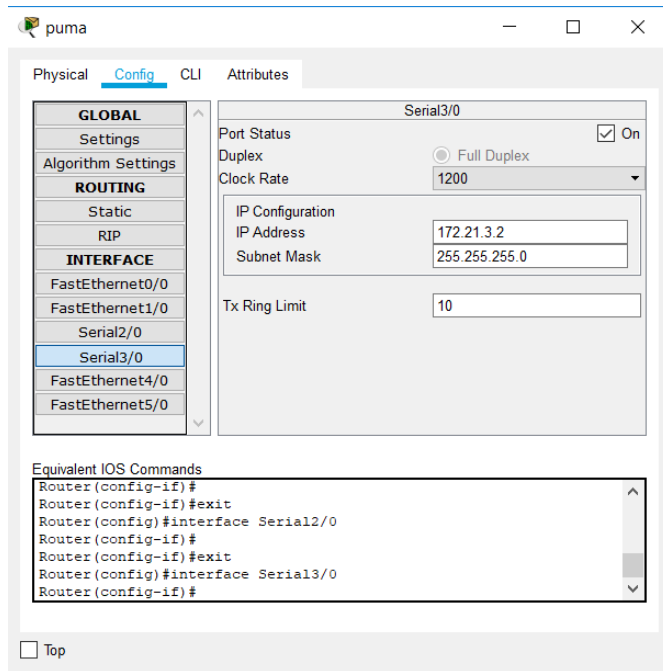 puma
Physical Config CLI Attributes
GLOBAL
Settings
Algorithm Settings
ROUTING
Static
RIP
INTERFACE
FastEthernet0/0
FastEthernet1/0
Serial2/0
Serial3/0
FastEthernet4/0
FastEthernet5/0
Serial3/0
Port Status On
Duplex Full Duplex
Clock Rate 1200
IP Configuration
IP Address 172.21.3.2
Subnet Mask 255.255.255.0
Tx Ring Limit 10
Equivalent IOS Commands
Router(config-if)#
Router(config-if)#exit
Router(config)#interface Serial2/0
Router(config-if)#
Router(config-if)#exit
Router(config)#interface Serial3/0
Router(config-if)#
Top